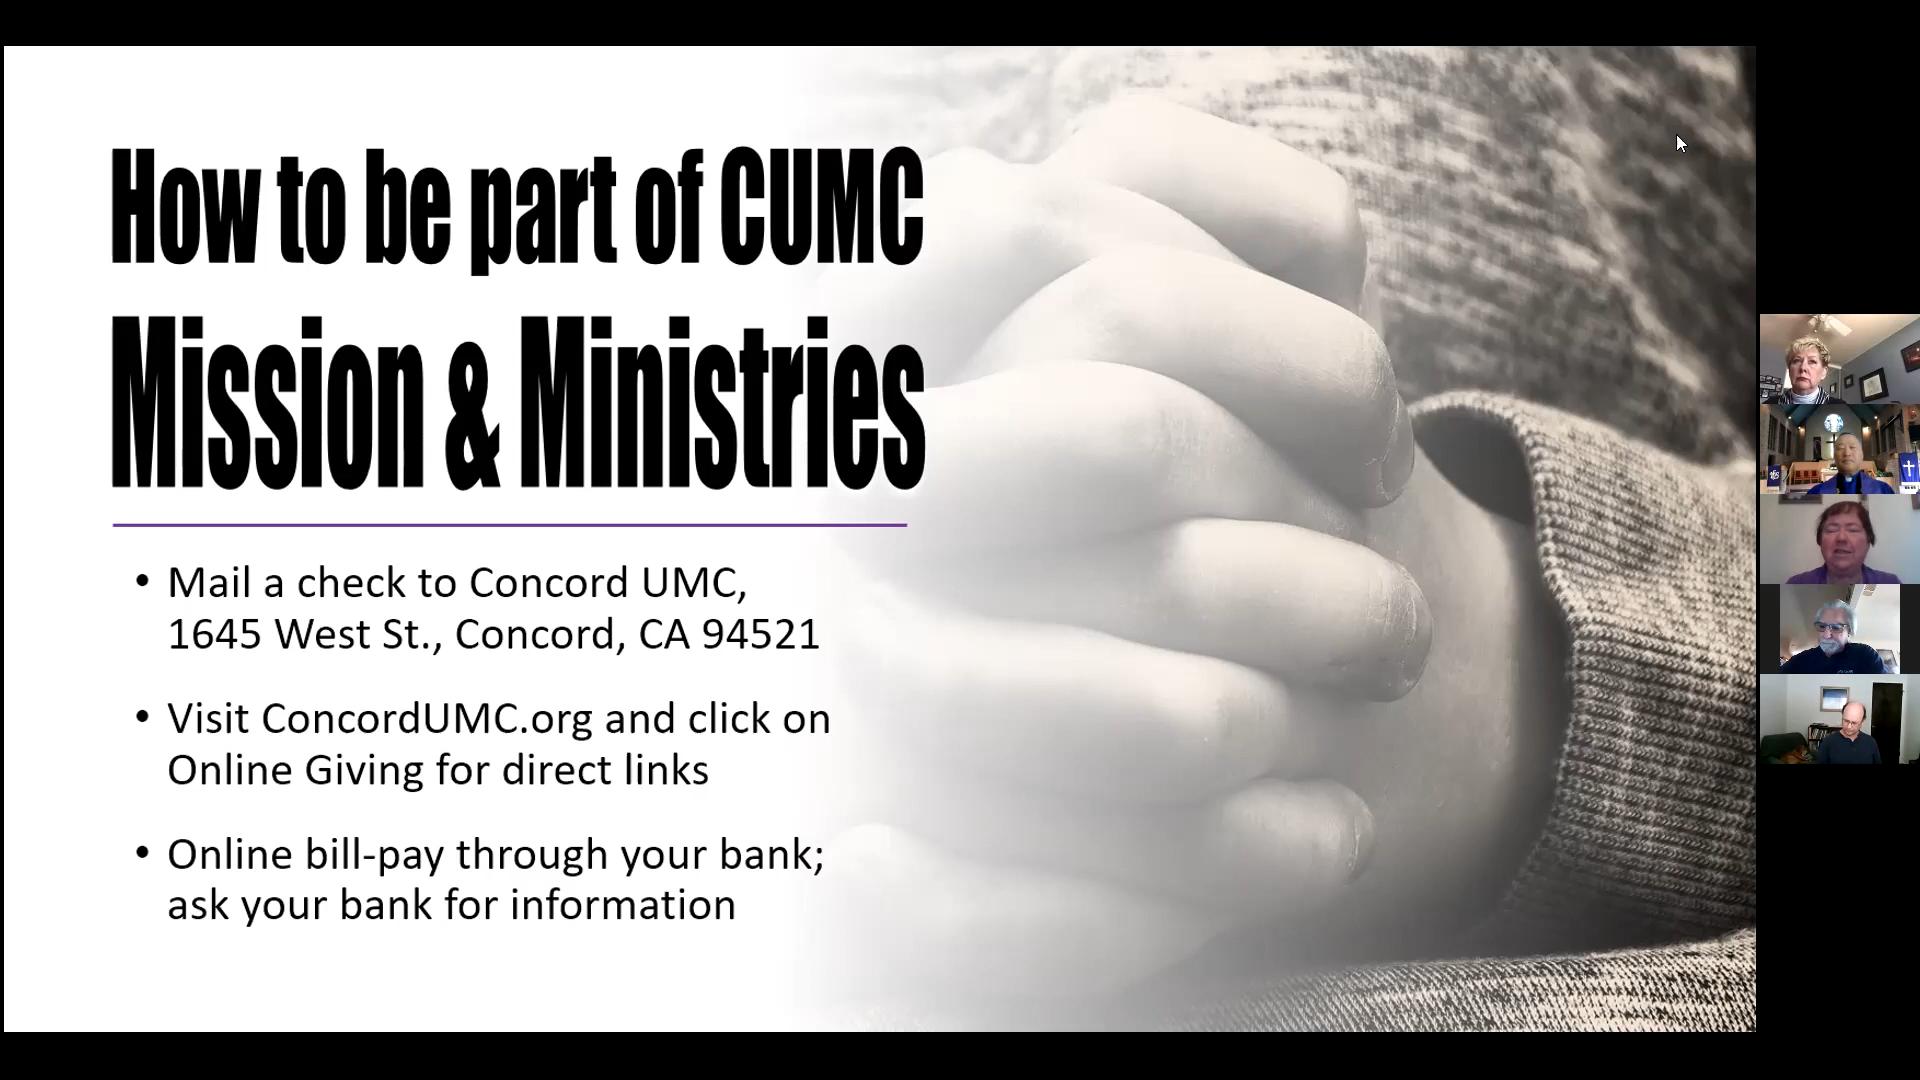 How to be part of CUMC
Mission & Ministries
• Mail a check to Concord UMC,
1645 West St., Concord, CA 94521
• Visit ConcordUMC.org and click on
Online Giving for direct links
• Online bill-pay through your bank;
ask your bank for information